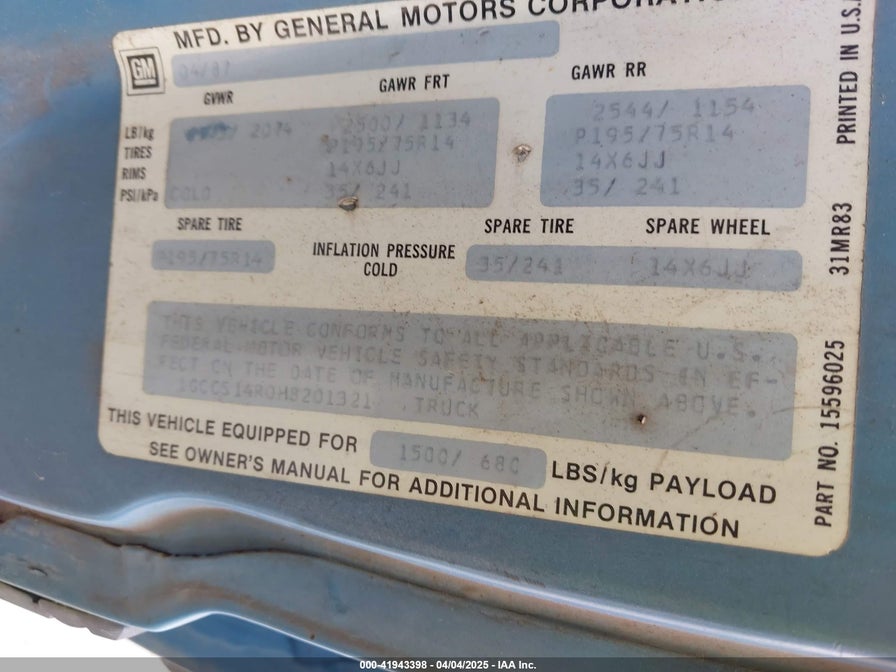 MFD. BY GENERAL MOTORS CORPORATION
GM
04/87
GVWR GAWR FRT GAWR RR
LB/kg 2074 2500/ 1134 2544/ 1154
TIRES P195/75R14 P195/75R14
RIMS 14X6JJ 14X6JJ
PSI/kPa COLD 35/ 241 35/ 241
SPARE TIRE SPARE TIRE SPARE WHEEL
P195/75R14 INFLATION PRESSURE COLD 35/241 14X6JJ
THIS VEHICLE CONFORMS TO ALL APPLICABLE U.S.
FEDERAL MOTOR VEHICLE SAFETY STANDARDS IN EF-
FECT ON THE DATE OF MANUFACTURE SHOWN ABOVE.
1GCCS14R0H8201321 TRUCK
THIS VEHICLE EQUIPPED FOR 1500/ 680 LBS/kg PAYLOAD
SEE OWNER'S MANUAL FOR ADDITIONAL INFORMATION
PART NO. 15596025 31MR83 PRINTED IN U.S.A
000-41943398 - 04/04/2025 - IAA Inc.